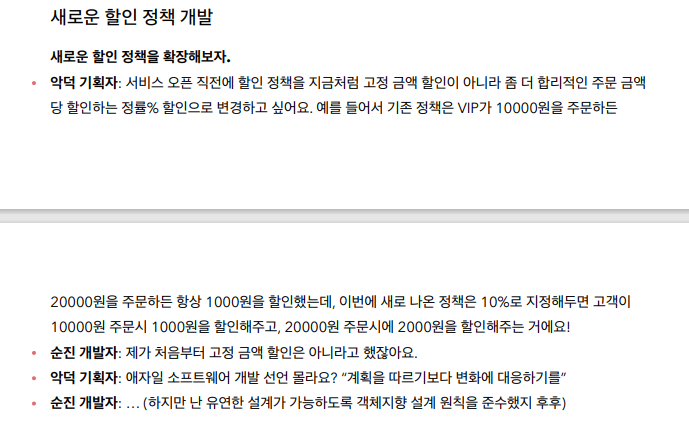 새로운 할인 정책 개발
새로운 할인 정책을 확장해보자.
• 악덕 기획자: 서비스 오픈 직전에 할인 정책을 지금처럼 고정 금액 할인이 아니라 좀 더 합리적인 주문 금액
당 할인하는 정률% 할인으로 변경하고 싶어요. 예를 들어서 기존 정책은 VIP가 10000원을 주문하든
20000원을 주문하든 항상 1000원을 할인했는데, 이번에 새로 나온 정책은 10%로 지정해두면 고객이
10000원 주문시 1000원을 할인해주고, 20000원 주문시에 2000원을 할인해주는 거에요!
• 순진 개발자: 제가 처음부터 고정 금액 할인은 아니라고 했잖아요.
• 악덕 기획자: 애자일 소프트웨어 개발 선언 몰라요? “계획을 따르기보다 변화에 대응하기를”
• 순진 개발자: … (하지만 난 유연한 설계가 가능하도록 객체지향 설계 원칙을 준수했지 후후)